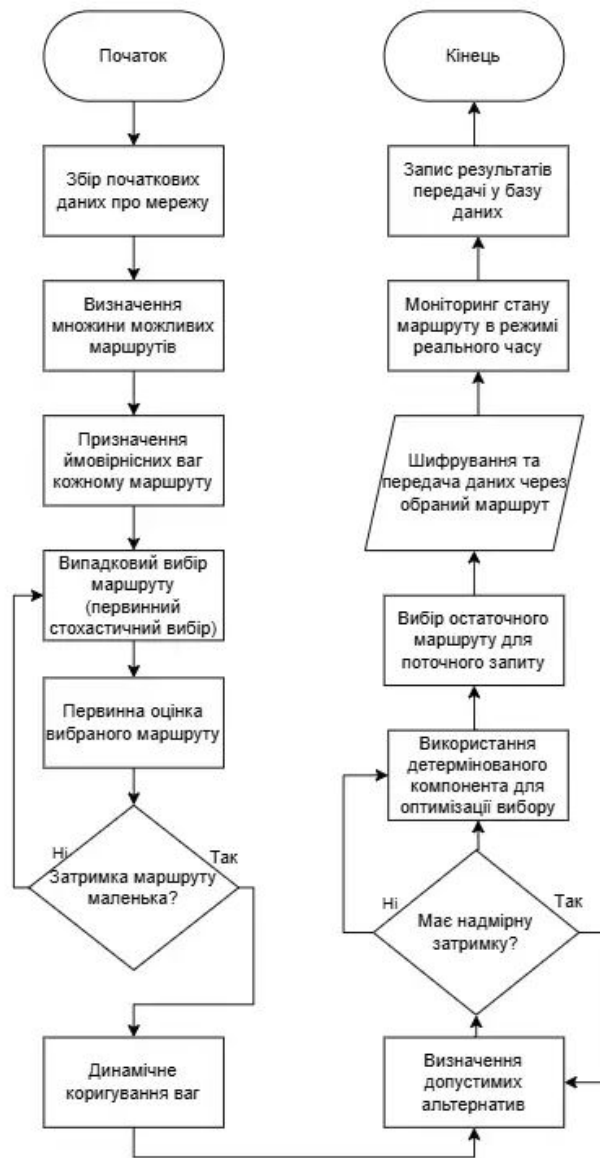 Початок
Збір початкових
даних про мережу
Визначення
множини можливих
маршрутів
Призначення
ймовірнісних ваг
кожному маршруту
Випадковий вибір
маршруту
(первинний
стохастичний вибір)
Первинна оцінка
вибраного маршруту
Ні
Так
Затримка маршруту
маленька?
Динамічне
коригування ваг
Кінець
Запис результатів
передачі у базу
даних
Моніторинг стану
маршруту в режимі
реального часу
Шифрування та
передача даних через
обраний маршрут
Вибір остаточного
маршруту для
поточного запиту
Використання
детермінованого
компонента для
оптимізації вибору
Ні
Так
Має надмірну
затримку?
Визначення
допустимих
альтернатив